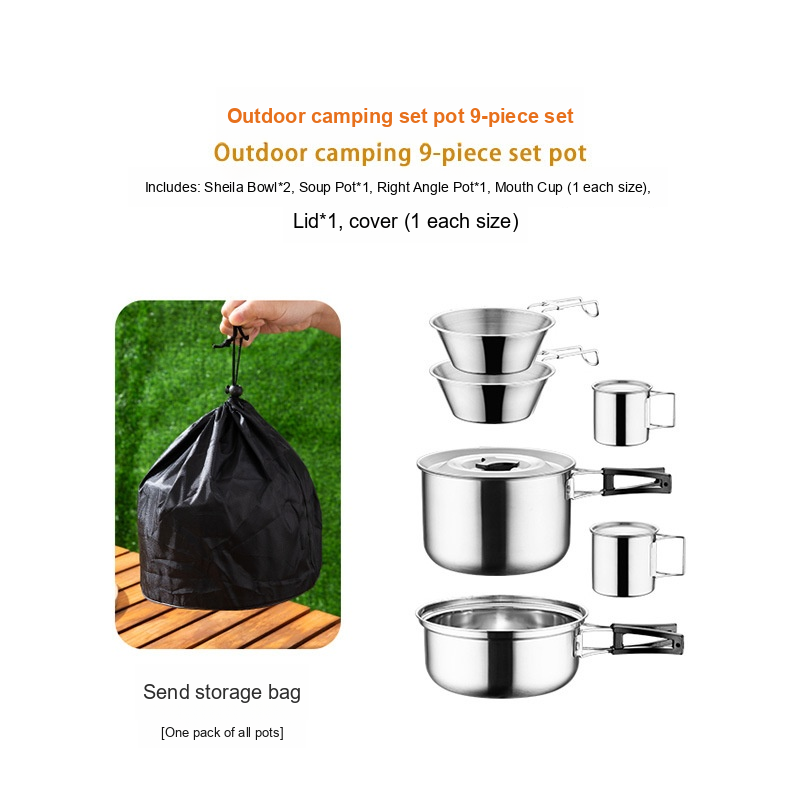 Outdoor camping set pot 9-piece set
Outdoor camping 9-piece set pot
Includes: Sheila Bowl*2, Soup Pot*1, Right Angle Pot*1, Mouth Cup (1 each size),
Lid*1, cover (1 each size)
Send storage bag
[One pack of all pots]